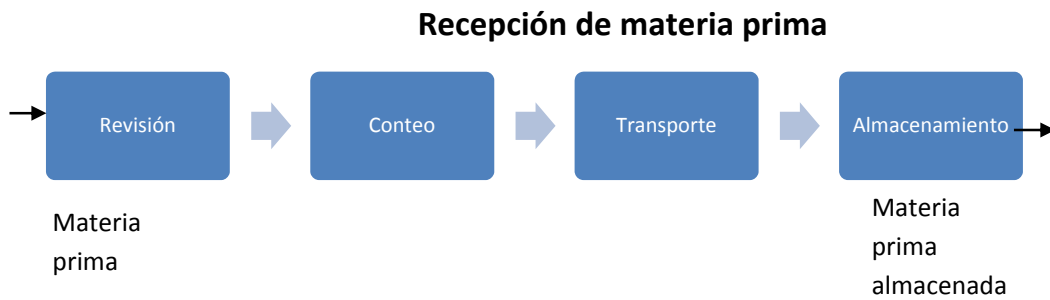 Recepción de materia prima
Revisión
Conteo
Transporte
Almacenamiento
Materia
prima
Materia
prima
almacenada